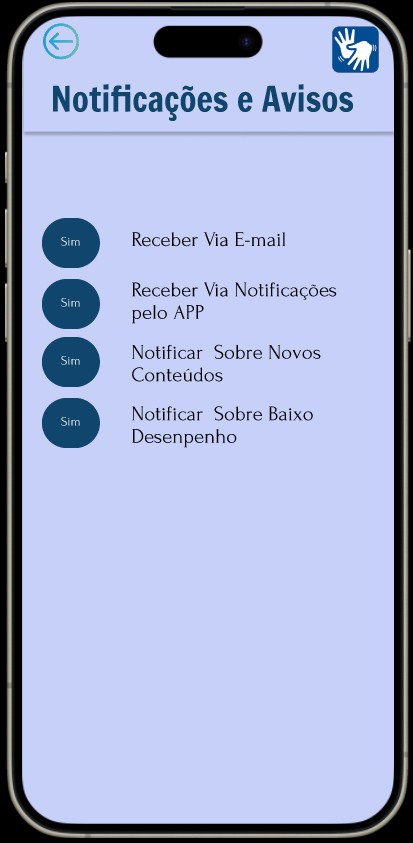 Notificações e Avisos
Sim
Receber Via E-mail
Sim
Receber Via Notificações
pelo APP
Sim
Notificar  Sobre Novos
Conteúdos
Sim
Notificar  Sobre Baixo
Desenpenho